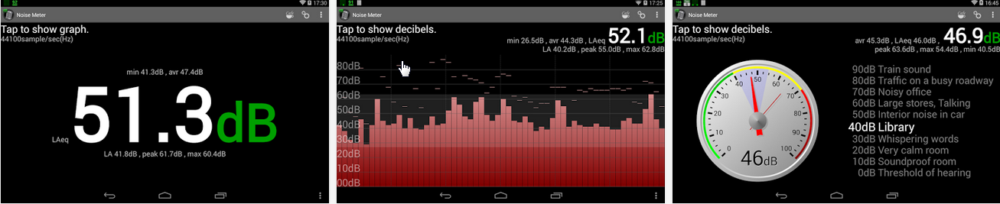 92
17:30
Noise Meter
Tap to show graph.
44100sample/sec(Hz)
min 41.3dB , avr 47.4dB
LAeq 51.3dB
LA 41.8dB , peak 61.7dB , max 60.4dB
91
17:25
Noise Meter
Tap to show decibels.
44100sample/sec(Hz)
min 26.5dB , avr 44.3dB , LAeq 52.1dB
LA 40.2dB , peak 55.0dB , max 62.8dB
80dB
70dB
60dB
50dB
40dB
30dB
20dB
10dB
00dB
16:45
Noise Meter
Tap to show decibels.
44100sample/sec(Hz)
avr 45.3dB , LAeq 46.0dB , 46.9dB
peak 63.6dB , max 54.4dB , min 40.5dB
0
10
20
30
40
50
60
70
80
90
100
46dB
90dB Train sound
80dB Traffic on a busy roadway
70dB Noisy office
60dB Large stores, Talking
50dB Interior noise in car
40dB Library
30dB Whispering words
20dB Very calm room
10dB Soundproof room
0dB Threshold of hearing